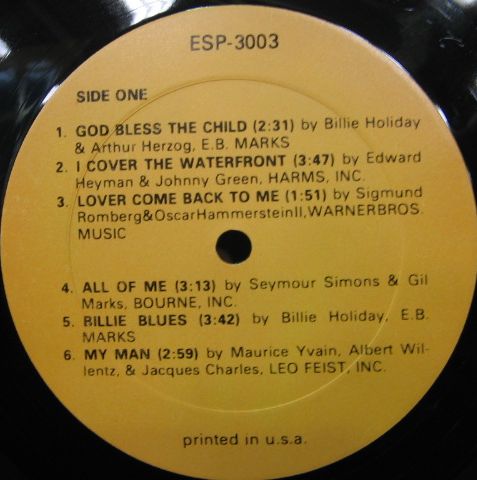 ESP-3003
SIDE ONE
1. GOD BLESS THE CHILD (2:31) by Billie Holiday
& Arthur Herzog, E.B. MARKS
2. I COVER THE WATERFRONT (3:47) by Edward
Heyman & Johnny Green, HARMS, INC.
3. LOVER COME BACK TO ME (1:51) by Sigmund
Romberg&OscarHammersteinII,WARNERBROS.
MUSIC
4. ALL OF ME (3:13) by Seymour Simons & Gil
Marks, BOURNE, INC.
5. BILLIE BLUES (3:42) by Billie Holiday, E.B.
MARKS
6. MY MAN (2:59) by Maurice Yvain, Albert Wil-
lentz, & Jacques Charles, LEO FEIST, INC.
printed in u.s.a.